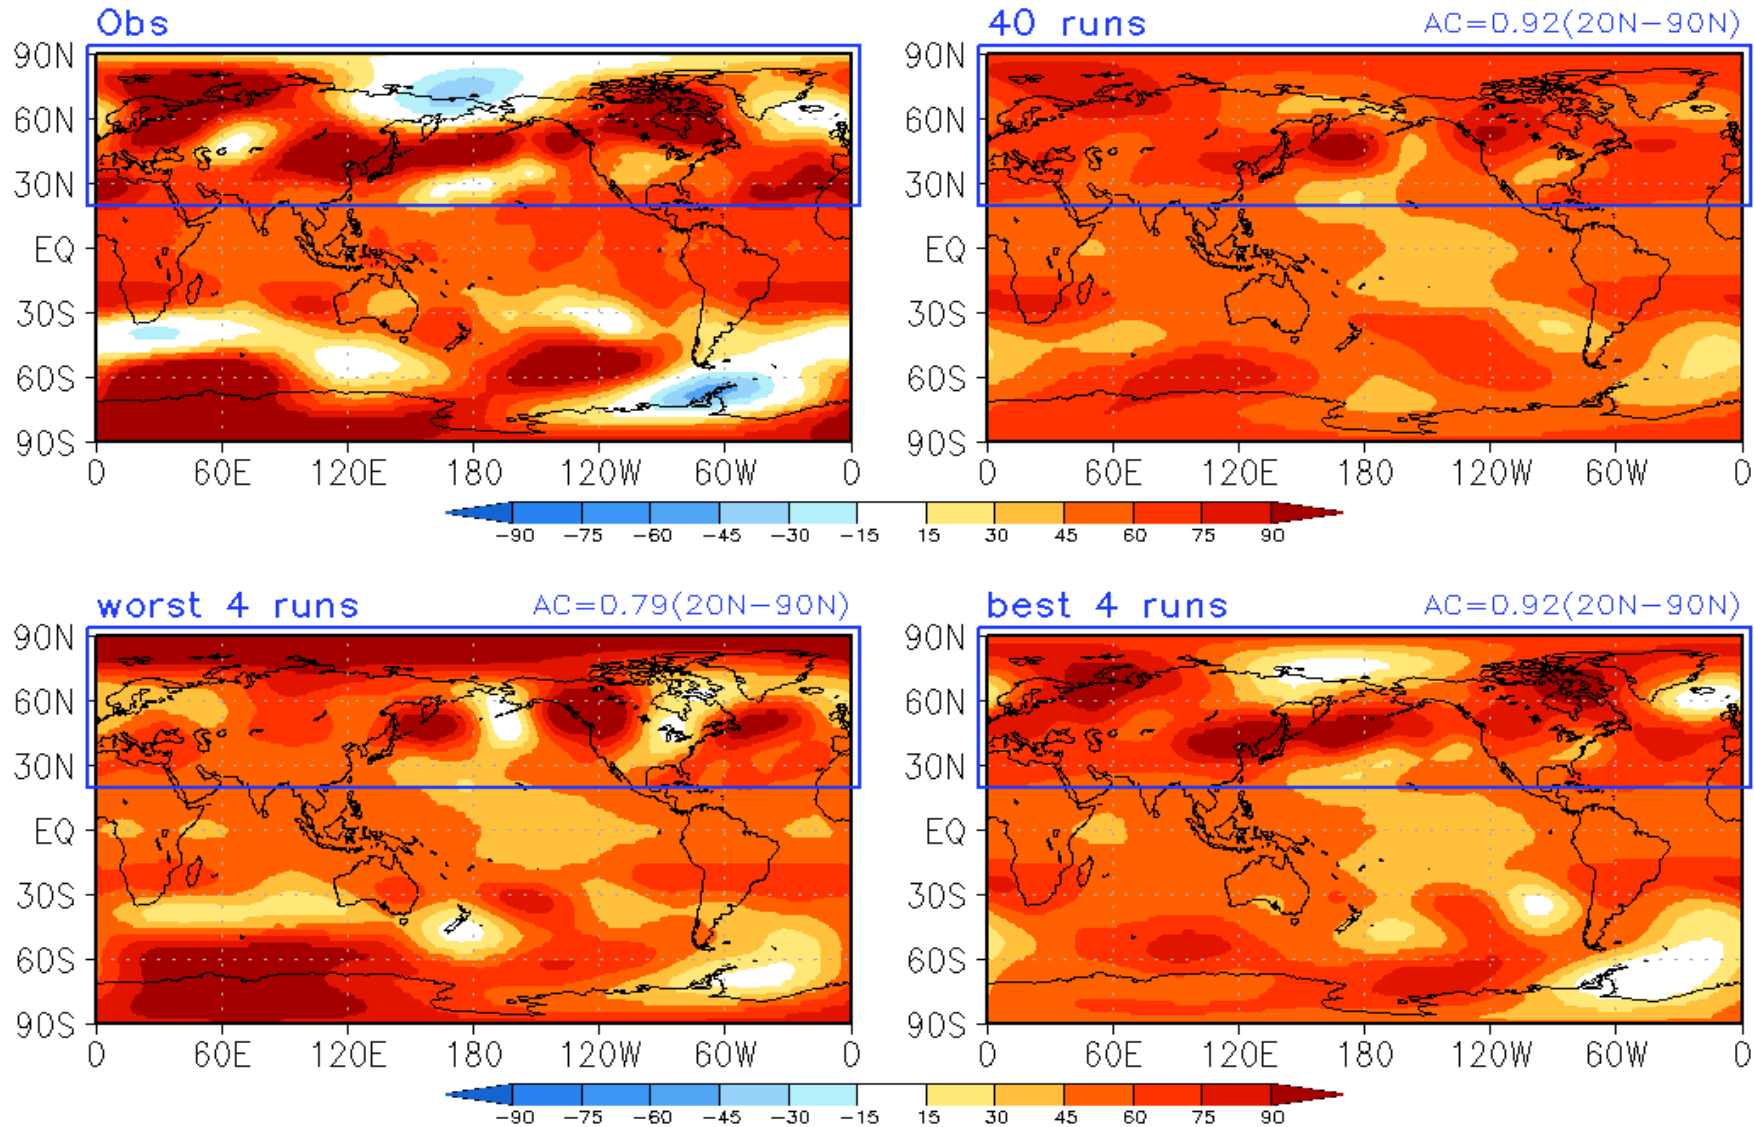 Obs
40 runs AC=0.92(20N-90N)
90N 90N
60N 60N
30N 30N
EQ EQ
30S 30S
60S 60S
90S 90S
0 60E 120E 180 120W 60W 0 0 60E 120E 180 120W 60W 0
-90 -75 -60 -45 -30 -15 15 30 45 60 75 90
worst 4 runs AC=0.79(20N-90N) best 4 runs AC=0.92(20N-90N)
90N 90N
60N 60N
30N 30N
EQ EQ
30S 30S
60S 60S
90S 90S
0 60E 120E 180 120W 60W 0 0 60E 120E 180 120W 60W 0
-90 -75 -60 -45 -30 -15 15 30 45 60 75 90